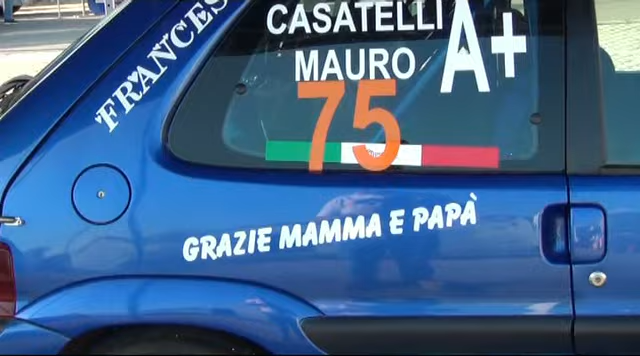 FRANCES
CASATELLI
MAURO
A+
75
GRAZIE MAMMA E PAPÀ